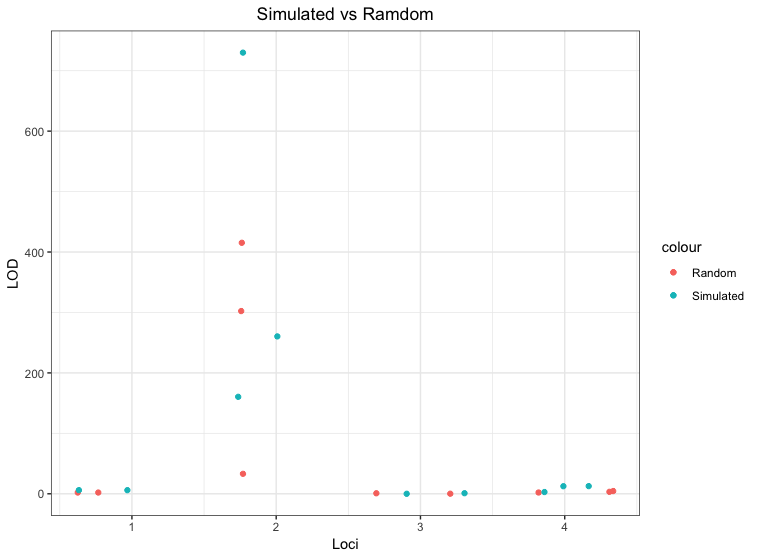 Simulated vs Ramdom
600
400
200
0
LOD
1 2 3 4
Loci
colour
Random
Simulated